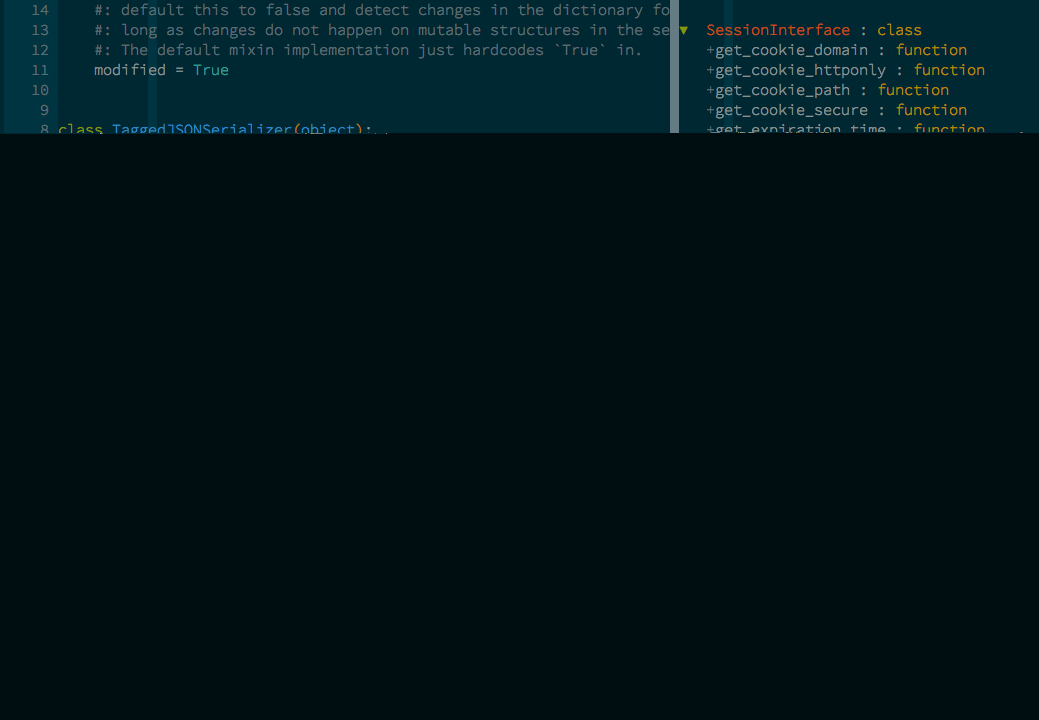 14 #: default this to false and detect changes in the dictionary fo
13 #: long as changes do not happen on mutable structures in the se
12 #: The default mixin implementation just hardcodes `True` in.
11 modified = True
10
9
8 class TaggedJSONSerializer(object):
▼ SessionInterface : class
+get_cookie_domain : function
+get_cookie_httponly : function
+get_cookie_path : function
+get_cookie_secure : function
+get_expiration_time : function